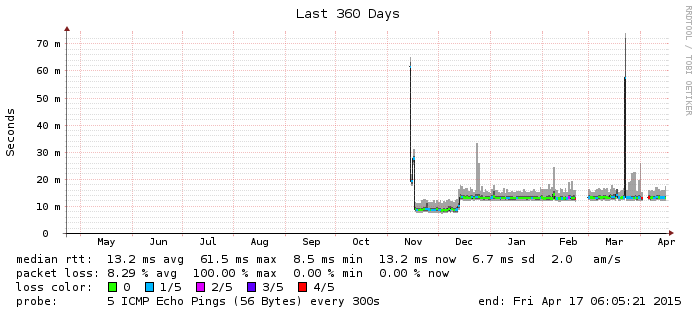 Last 360 Days
RRDTOOL / TOBI OETIKER
Seconds
70 m
60 m
50 m
40 m
30 m
20 m
10 m
0
May Jun Jul Aug Sep Oct Nov Dec Jan Feb Mar Apr
median rtt: 13.2 ms avg 61.5 ms max 8.5 ms min 13.2 ms now 6.7 ms sd 2.0 am/s
packet loss: 8.29 % avg 100.00 % max 0.00 % min 0.00 % now
loss color: 0 1/5 2/5 3/5 4/5
probe: 5 ICMP Echo Pings (56 Bytes) every 300s end: Fri Apr 17 06:05:21 2015